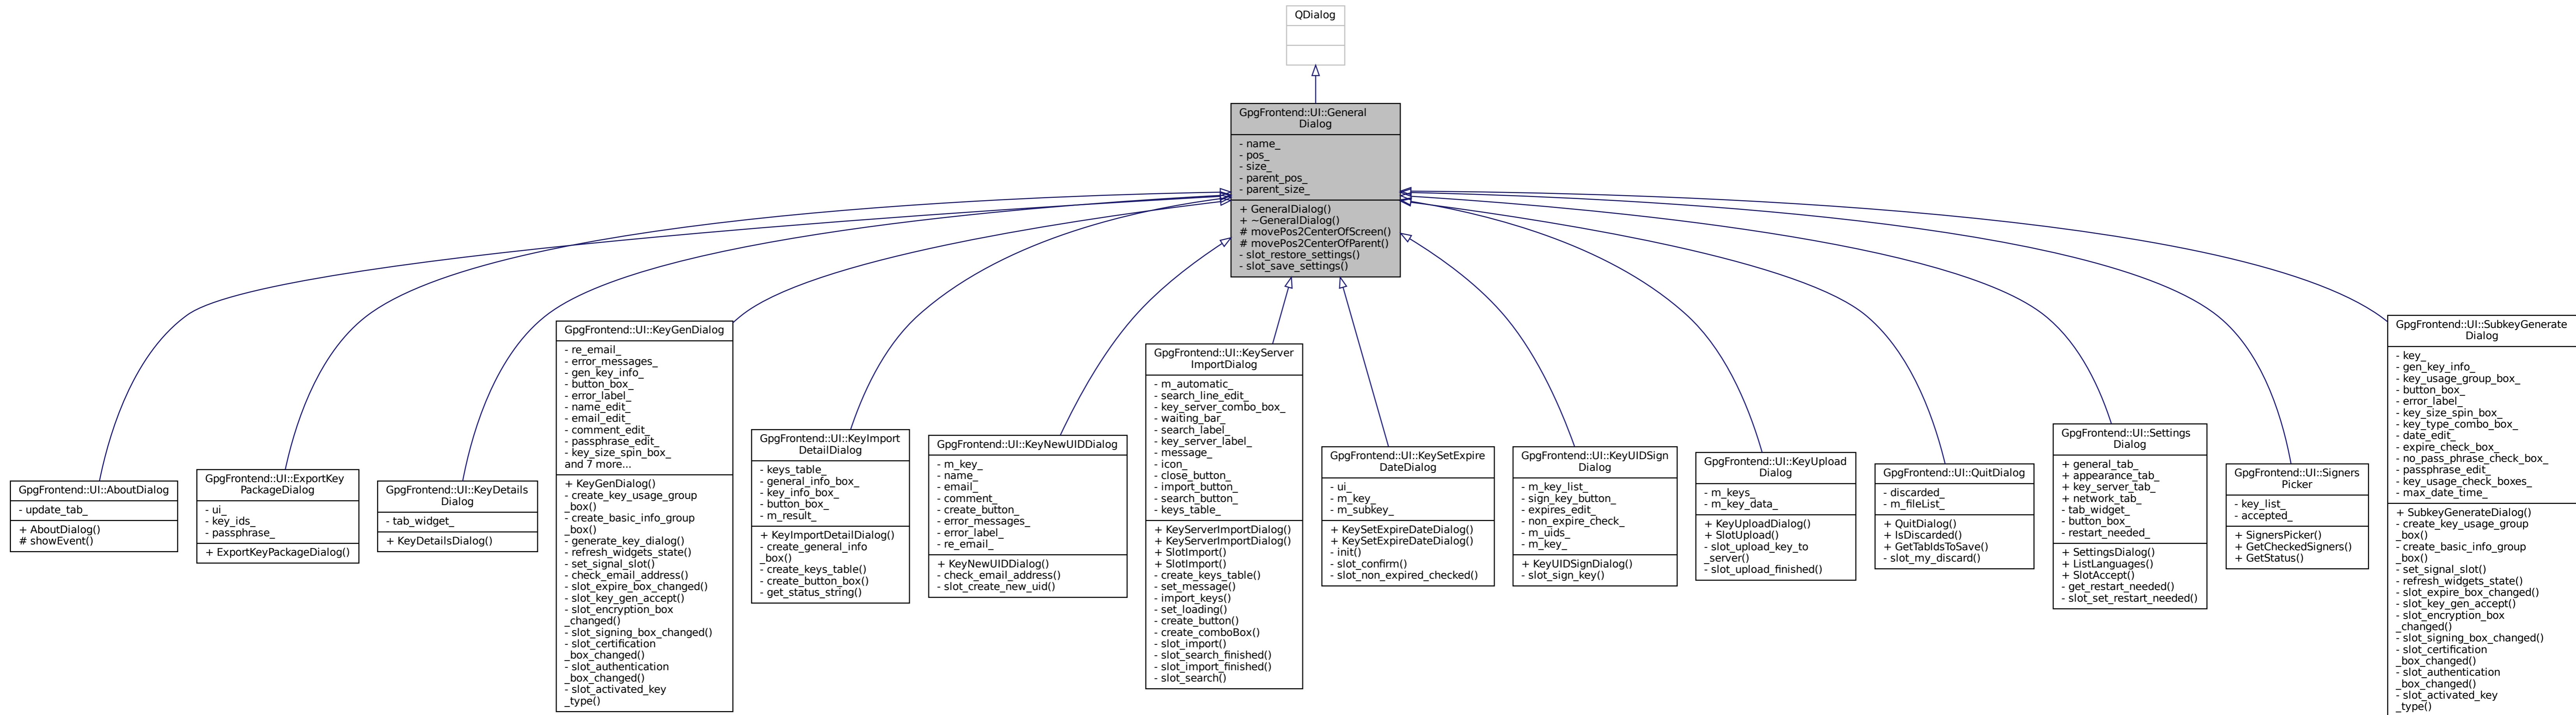 QDialog
GpgFrontend::UI::General
Dialog
- name_
- pos_
- size_
- parent_pos_
- parent_size_
+ GeneralDialog()
+ ~GeneralDialog()
# movePos2CenterOfScreen()
# movePos2CenterOfParent()
- slot_restore_settings()
- slot_save_settings()
GpgFrontend::UI::AboutDialog
- update_tab_
+ AboutDialog()
# showEvent()
GpgFrontend::UI::ExportKey
PackageDialog
- ui_
- key_ids_
- passphrase_
+ ExportKeyPackageDialog()
GpgFrontend::UI::KeyDetails
Dialog
- tab_widget_
+ KeyDetailsDialog()
GpgFrontend::UI::KeyGenDialog
- re_email_
- error_messages_
- gen_key_info_
- button_box_
- error_label_
- name_edit_
- email_edit_
- comment_edit_
- passphrase_edit_
- key_size_spin_box_
and 7 more...
+ KeyGenDialog()
- create_key_usage_group
_box()
- create_basic_info_group
_box()
- generate_key_dialog()
- refresh_widgets_state()
- set_signal_slot()
- check_email_address()
- slot_expire_box_changed()
- slot_key_gen_accept()
- slot_encryption_box
_changed()
- slot_signing_box_changed()
- slot_certification
_box_changed()
- slot_authentication
_box_changed()
- slot_activated_key
_type()
GpgFrontend::UI::KeyImport
DetailDialog
- keys_table_
- general_info_box_
- key_info_box_
- button_box_
- m_result_
+ KeyImportDetailDialog()
- create_general_info
_box()
- create_keys_table()
- create_button_box()
- get_status_string()
GpgFrontend::UI::KeyNewUIDDialog
- m_key_
- name_
- email_
- comment_
- create_button_
- error_messages_
- error_label_
- re_email_
+ KeyNewUIDDialog()
- check_email_address()
- slot_create_new_uid()
GpgFrontend::UI::KeyServer
ImportDialog
- m_automatic_
- search_line_edit_
- key_server_combo_box_
- waiting_bar_
- search_label_
- key_server_label_
- message_
- icon_
- close_button_
- import_button_
- search_button_
- keys_table_
+ KeyServerImportDialog()
+ KeyServerImportDialog()
+ SlotImport()
+ SlotImport()
- create_keys_table()
- set_message()
- import_keys()
- set_loading()
- create_button()
- create_comboBox()
- slot_import()
- slot_search_finished()
- slot_import_finished()
- slot_search()
GpgFrontend::UI::KeySetExpire
DateDialog
- ui_
- m_key_
- m_subkey_
+ KeySetExpireDateDialog()
+ KeySetExpireDateDialog()
- init()
- slot_confirm()
- slot_non_expired_checked()
GpgFrontend::UI::KeyUIDSign
Dialog
- m_key_list_
- sign_key_button_
- expires_edit_
- non_expire_check_
- m_uids_
- m_key_
+ KeyUIDSignDialog()
- slot_sign_key()
GpgFrontend::UI::KeyUpload
Dialog
- m_keys_
- m_key_data_
+ KeyUploadDialog()
+ SlotUpload()
- slot_upload_key_to
_server()
- slot_upload_finished()
GpgFrontend::UI::QuitDialog
- discarded_
- m_fileList_
+ QuitDialog()
+ IsDiscarded()
+ GetTabIdsToSave()
- slot_my_discard()
GpgFrontend::UI::Settings
Dialog
+ general_tab_
+ appearance_tab_
+ key_server_tab_
+ network_tab_
- tab_widget_
- button_box_
- restart_needed_
+ SettingsDialog()
+ ListLanguages()
+ SlotAccept()
- get_restart_needed()
- slot_set_restart_needed()
GpgFrontend::UI::Signers
Picker
- key_list_
- accepted_
+ SignersPicker()
+ GetCheckedSigners()
+ GetStatus()
GpgFrontend::UI::SubkeyGenerate
Dialog
- key_
- gen_key_info_
- key_usage_group_box_
- button_box_
- error_label_
- key_size_spin_box_
- key_type_combo_box_
- date_edit_
- expire_check_box_
- no_pass_phrase_check_box_
- passphrase_edit_
- key_usage_check_boxes_
- max_date_time_
+ SubkeyGenerateDialog()
- create_key_usage_group
_box()
- create_basic_info_group
_box()
- set_signal_slot()
- refresh_widgets_state()
- slot_expire_box_changed()
- slot_key_gen_accept()
- slot_encryption_box
_changed()
- slot_signing_box_changed()
- slot_certification
_box_changed()
- slot_authentication
_box_changed()
- slot_activated_key
_type()